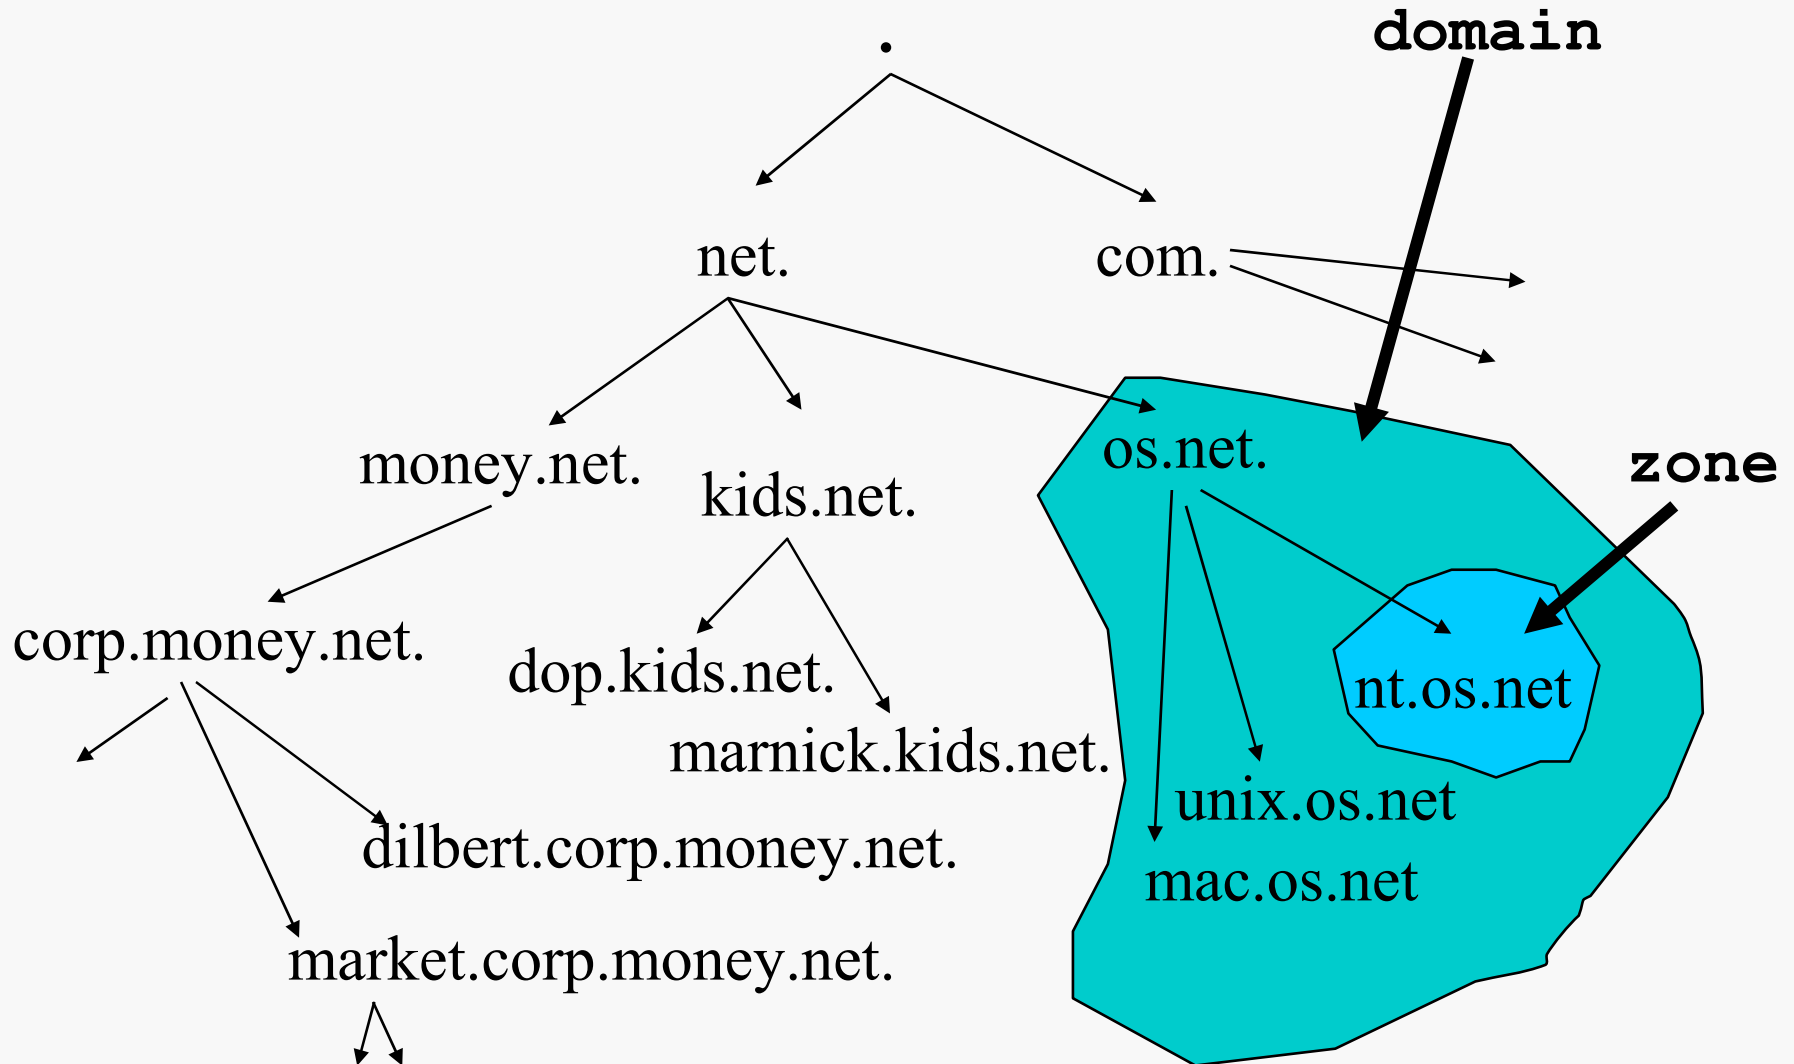 .
domain
net.
com.
os.net.
money.net.
zone
kids.net.
corp.money.net.
dop.kids.net.
nt.os.net
marnick.kids.net.
unix.os.net
dilbert.corp.money.net.
mac.os.net
market.corp.money.net.